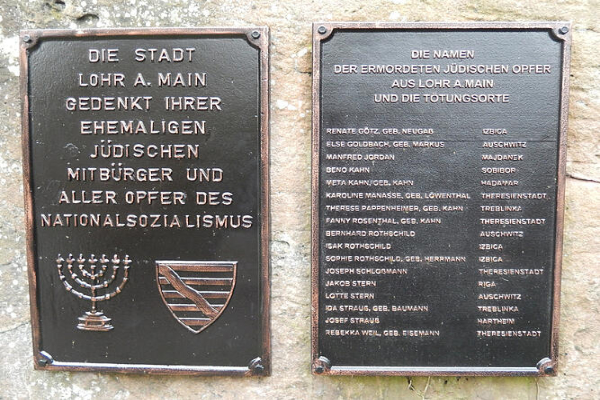 DIE STADT
LOHR A. MAIN
GEDENKT IHRER
EHEMALIGEN
JÜDISCHEN
MITBÜRGER UND
ALLER OPFER DES
NATIONALSOZIALISMUS
DIE NAMEN
DER ERMORDETEN JÜDISCHEN OPFER
AUS LOHR A.MAIN
UND DIE TÖTUNGSORTE
RENATE GÖTZ, GEB. NEUGAß IZBICA
ELSE GOLDBACH, GEB. MARKUS AUSCHWITZ
MANFRED JORDAN MAJDANEK
BENO KAHN SOBIBOR
META KAHN, GEB. KAHN HADAMAR
KAROLINE MANASSE, GEB. LÖWENTHAL THERESIENSTADT
THERESE PAPPENHEIMER, GEB. KAHN TREBLINKA
FANNY ROSENTHAL, GEB. KAHN THERESIENSTADT
BERNHARD ROTHSCHILD AUSCHWITZ
ISAK ROTHSCHILD IZBICA
SOPHIE ROTHSCHILD, GEB. HERRMANN IZBICA
JOSEPH SCHLOßMANN THERESIENSTADT
JAKOB STERN RIGA
LOTTE STERN AUSCHWITZ
IDA STRAUß, GEB. BAUMANN TREBLINKA
JOSEF STRAUß HARTHEIM
REBEKKA WEIL, GEB. EISEMANN THERESIENSTADT